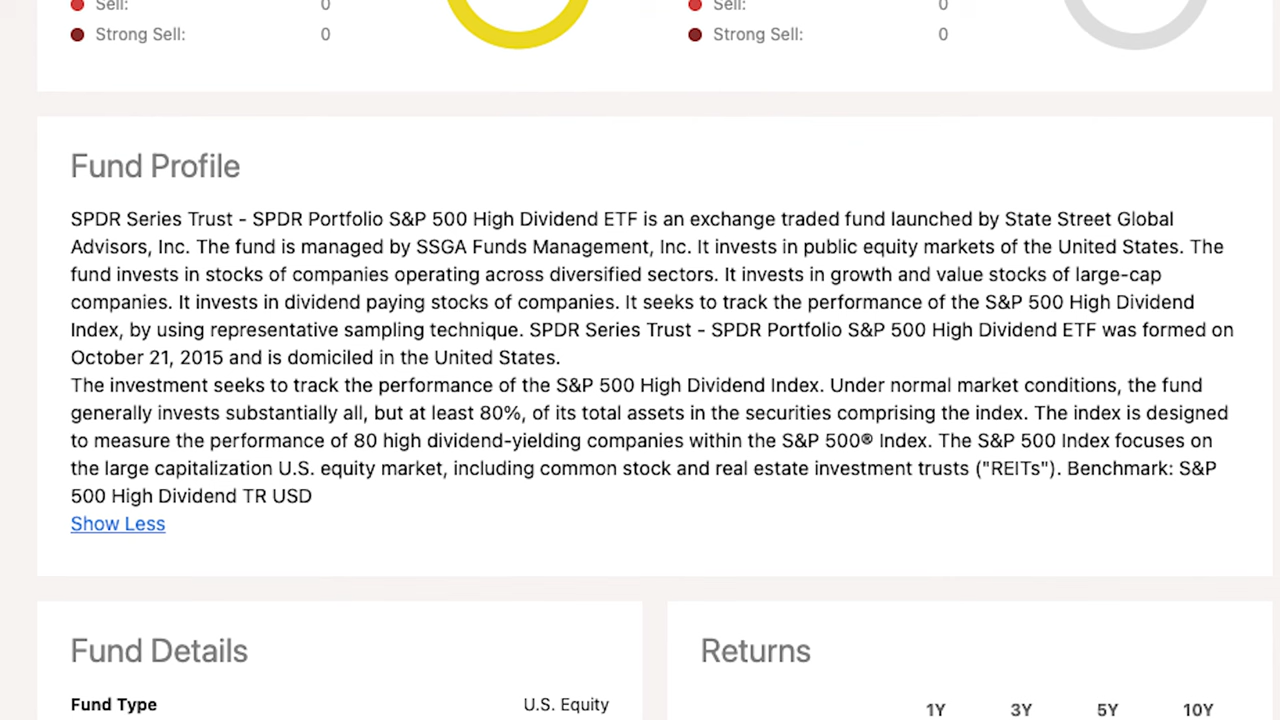 Sell: 0 Sell: 0
Strong Sell: 0 Strong Sell: 0
Fund Profile
SPDR Series Trust - SPDR Portfolio S&P 500 High Dividend ETF is an exchange traded fund launched by State Street Global
Advisors, Inc. The fund is managed by SSGA Funds Management, Inc. It invests in public equity markets of the United States. The
fund invests in stocks of companies operating across diversified sectors. It invests in growth and value stocks of large-cap
companies. It invests in dividend paying stocks of companies. It seeks to track the performance of the S&P 500 High Dividend
Index, by using representative sampling technique. SPDR Series Trust - SPDR Portfolio S&P 500 High Dividend ETF was formed on
October 21, 2015 and is domiciled in the United States.
The investment seeks to track the performance of the S&P 500 High Dividend Index. Under normal market conditions, the fund
generally invests substantially all, but at least 80%, of its total assets in the securities comprising the index. The index is designed
to measure the performance of 80 high dividend-yielding companies within the S&P 500® Index. The S&P 500 Index focuses on
the large capitalization U.S. equity market, including common stock and real estate investment trusts ("REITs"). Benchmark: S&P
500 High Dividend TR USD
Show Less
Fund Details
Fund Type U.S. Equity
Returns
1Y 3Y 5Y 10Y